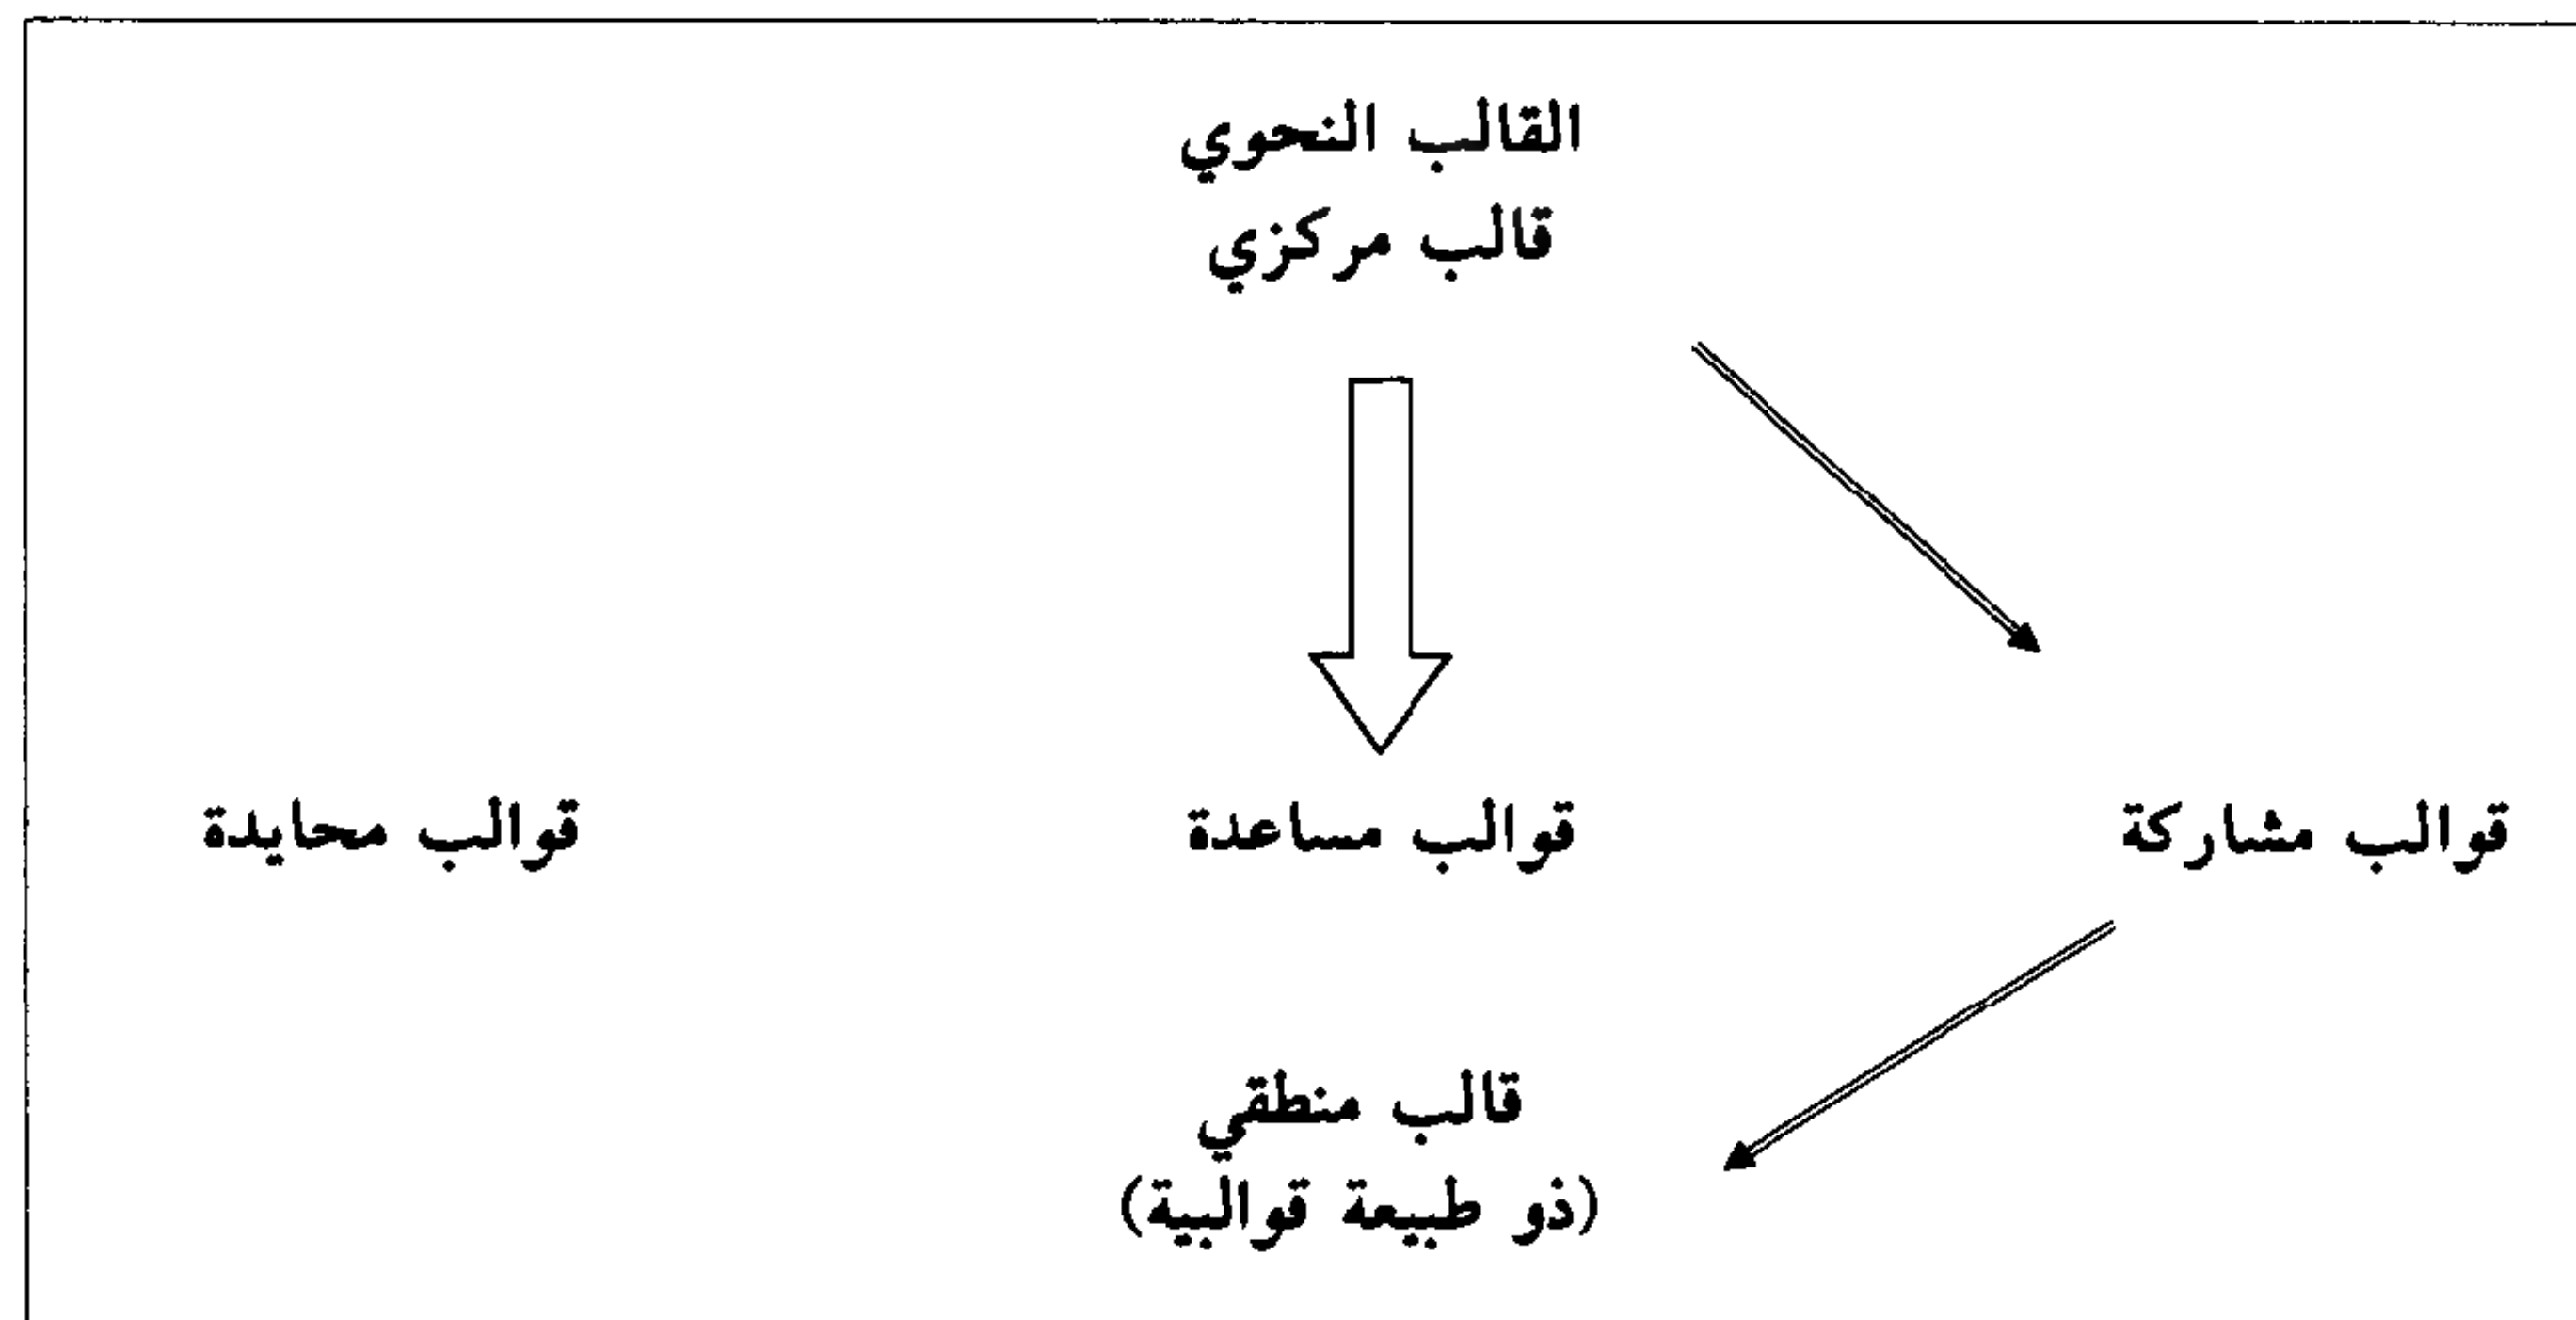 القالب النحوي
قالب مركزي
قوالب مشاركة
قوالب مساعدة
قوالب محايدة
قالب منطقي
(ذو طبيعة قوالبية)